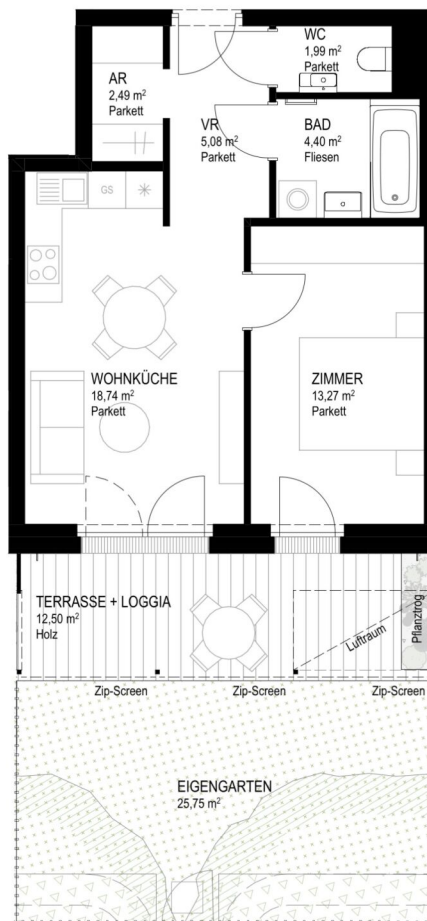 WC
1,99 m²
Parkett
AR
2,49 m²
Parkett
VR
5,08 m²
Parkett
BAD
4,40 m²
Fliesen
GS
WOHNKÜCHE
18,74 m²
Parkett
ZIMMER
13,27 m²
Parkett
TERRASSE + LOGGIA
12,50 m²
Holz
Luftraum
Pflanztrog
Zip-Screen
Zip-Screen
Zip-Screen
EIGENGARTEN
25,75 m²